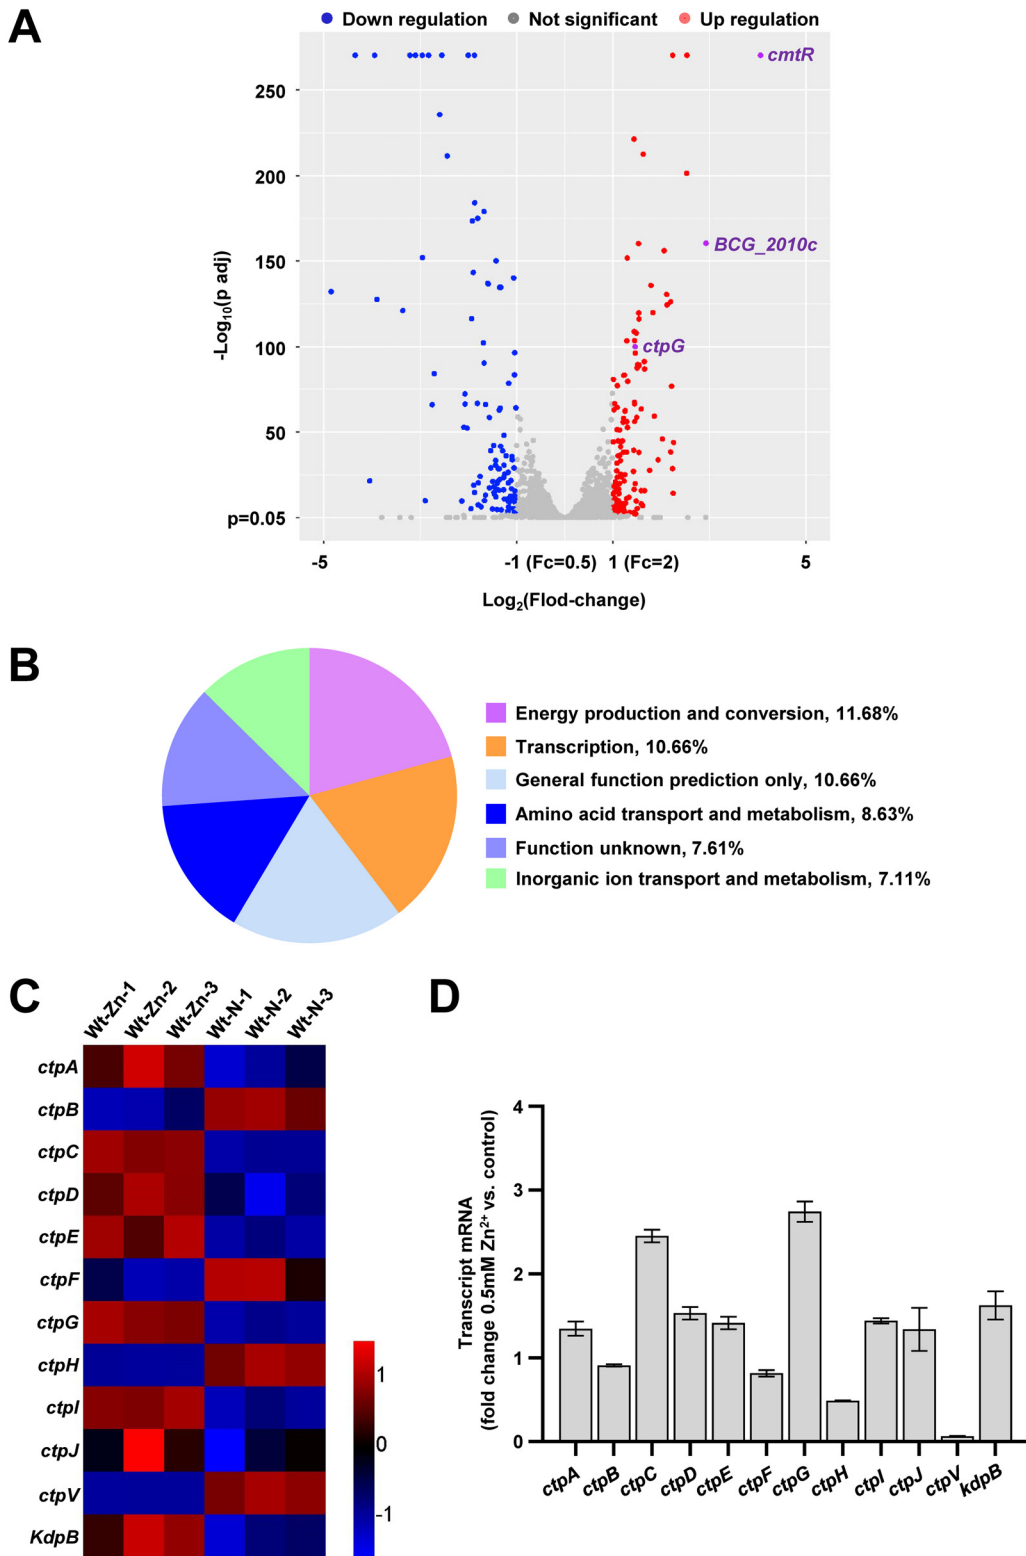 A
Down regulation Not significant Up regulation
cmtR
250
200
BCG_2010c
150
-Log10(p adj)
100
ctpG
50
p=0.05
-5 -1 (Fc=0.5) 1 (Fc=2) 5
Log2(Flod-change)
B
Energy production and conversion, 11.68%
Transcription, 10.66%
General function prediction only, 10.66%
Amino acid transport and metabolism, 8.63%
Function unknown, 7.61%
Inorganic ion transport and metabolism, 7.11%
C
Wt-Zn-1 Wt-Zn-2 Wt-Zn-3 Wt-N-1 Wt-N-2 Wt-N-3
ctpA
ctpB
ctpC
ctpD
ctpE
ctpF
ctpG
ctpH
ctpI
ctpJ
ctpV
KdpB
1
0
-1
D
Transcript mRNA
(fold change 0.5mM Zn²⁺ vs. control)
4
3
2
1
0
ctpA ctpB ctpC ctpD ctpE ctpF ctpG ctpH ctpI ctpJ ctpV kdpB